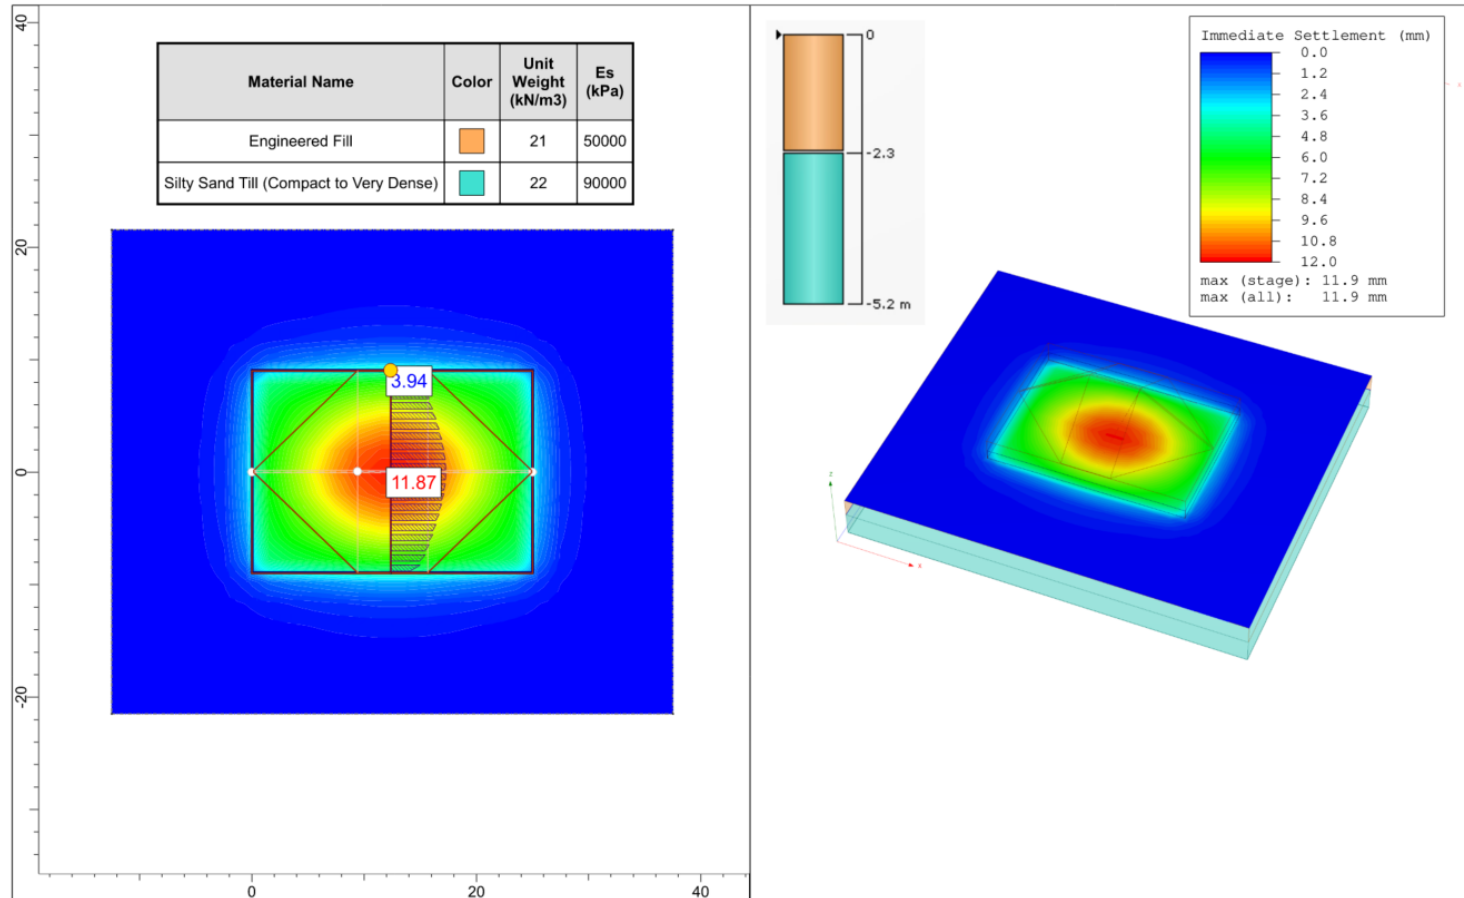 40
20
0
-20
0
20
40
Material Name
Color
Unit
Weight
(kN/m3)
Es
(kPa)
Engineered Fill
21
50000
Silty Sand Till (Compact to Very Dense)
22
90000
3.94
11.87
0
-2.3
-5.2 m
Immediate Settlement (mm)
0.0
1.2
2.4
3.6
4.8
6.0
7.2
8.4
9.6
10.8
12.0
max (stage): 11.9 mm
max (all): 11.9 mm